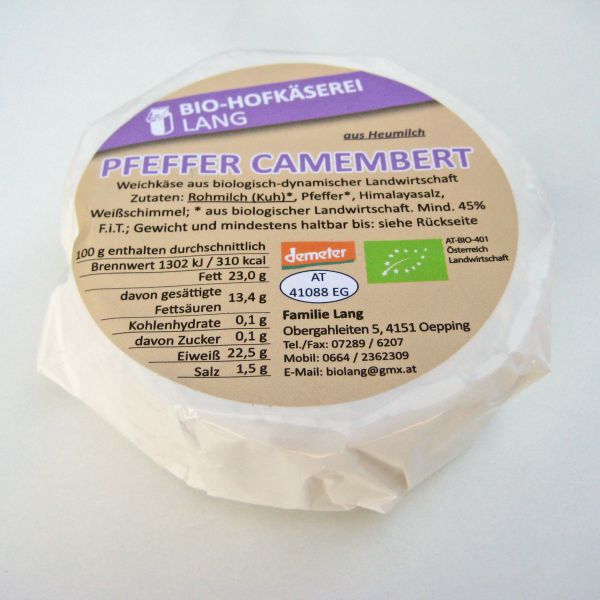 BIO-HOFKÄSEREI
LANG
aus Heumilch
PFEFFER CAMEMBERT
Weichkäse aus biologisch-dynamischer Landwirtschaft
Zutaten: Rohmilch (Kuh)*, Pfeffer*, Himalayasalz,
Weißschimmel; * aus biologischer Landwirtschaft. Mind. 45%
F.i.T.; Gewicht und mindestens haltbar bis: siehe Rückseite
100 g enthalten durchschnittlich
Brennwert 1302 kJ / 310 kcal
Fett 23,0 g
davon gesättigte
Fettsäuren 13,4 g
Kohlenhydrate 0,1 g
davon Zucker 0,1 g
Eiweiß 22,5 g
Salz 1,5 g
demeter
AT
41088 EG
AT-BIO-401
Österreich
Landwirtschaft
Familie Lang
Obergahleiten 5, 4151 Oepping
Tel./Fax: 07289 / 6207
Mobil: 0664 / 2362309
E-Mail: biolang@gmx.at